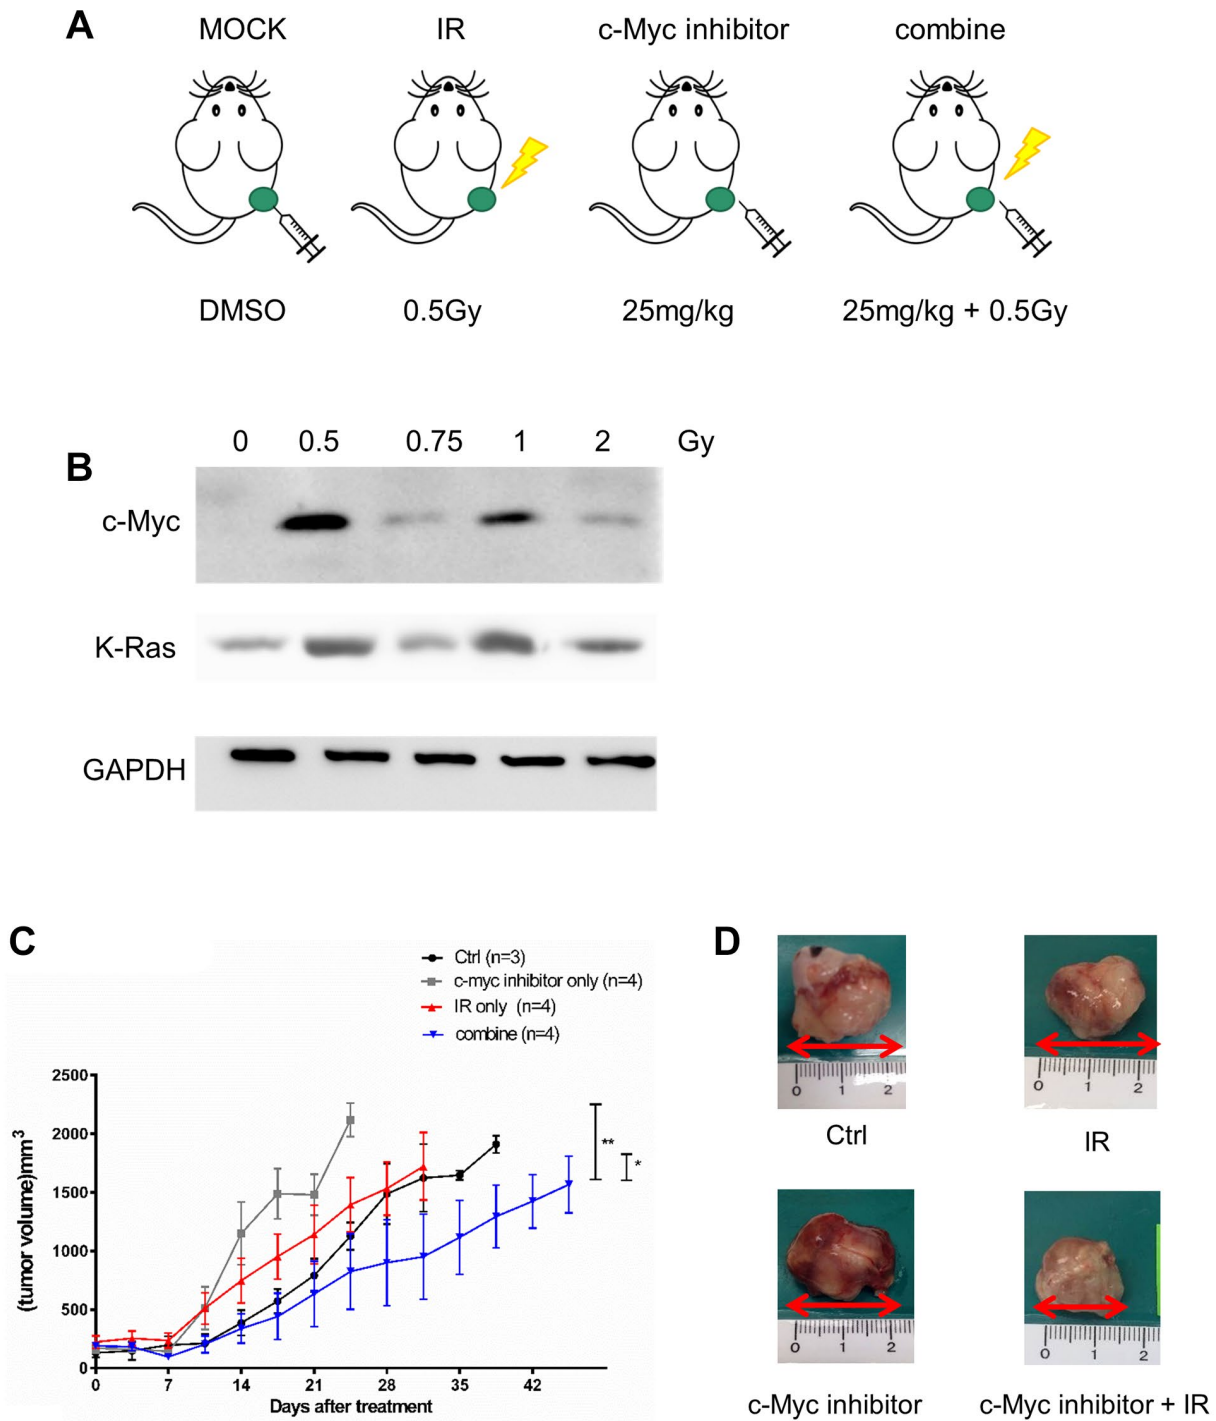 A
MOCK IR c-Myc inhibitor combine
DMSO 0.5Gy 25mg/kg 25mg/kg + 0.5Gy
B
0 0.5 0.75 1 2 Gy
c-Myc
K-Ras
GAPDH
C
Ctrl (n=3)
c-myc inhibitor only (n=4)
IR only (n=4)
combine (n=4)
(tumor volume)mm3
2500
2000
1500
1000
500
0
0 7 14 21 28 35 42
Days after treatment
**
*
D
0 1 2
Ctrl
0 1 2
IR
0 1 2
c-Myc inhibitor
0 1 2
c-Myc inhibitor + IR